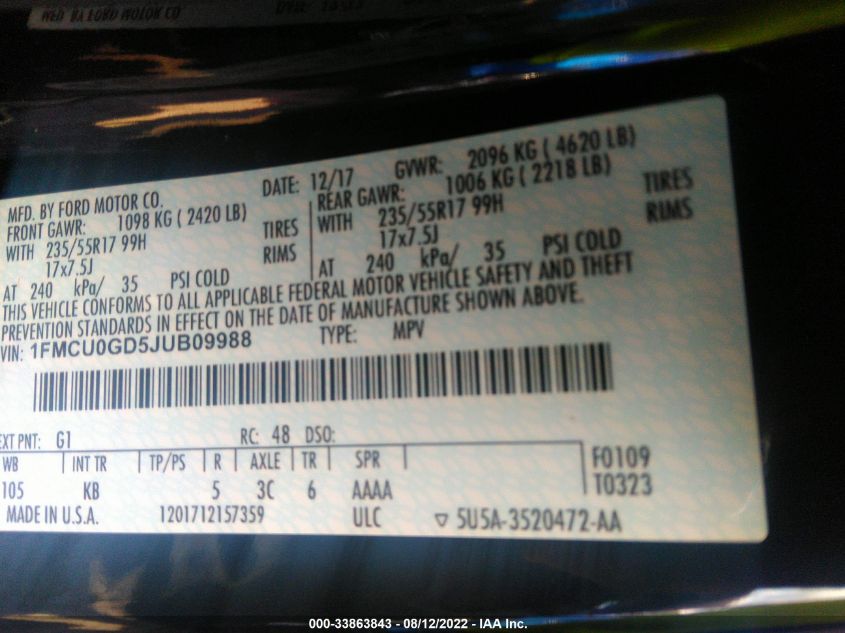 MFD. BY FORD MOTOR CO.
DATE: 12/17 GVWR: 2096 KG ( 4620 LB)
FRONT GAWR: 1098 KG ( 2420 LB) REAR GAWR: 1006 KG ( 2218 LB)
WITH 235/55R17 99H TIRES WITH 235/55R17 99H TIRES
17x7.5J RIMS 17x7.5J RIMS
AT 240 kPa/ 35 PSI COLD AT 240 kPa/ 35 PSI COLD
THIS VEHICLE CONFORMS TO ALL APPLICABLE FEDERAL MOTOR VEHICLE SAFETY AND THEFT
PREVENTION STANDARDS IN EFFECT ON THE DATE OF MANUFACTURE SHOWN ABOVE.
VIN: 1FMCU0GD5JUB09988 TYPE: MPV
EXT PNT: G1 RC: 48 DSO:
WB INT TR TP/PS R AXLE TR SPR F0109
105 KB 5 3C 6 AAAA T0323
MADE IN U.S.A. 1201712157359 ULC ▽ 5U5A-3520472-AA
000-33863843 - 08/12/2022 - IAA Inc.